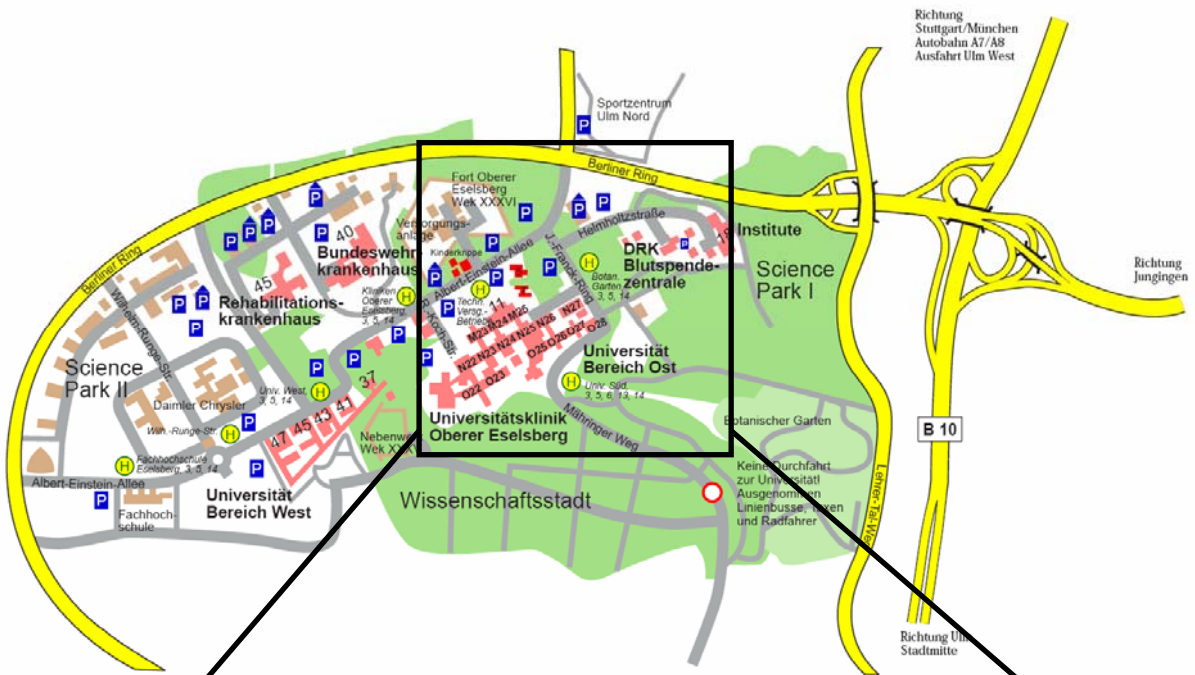 Richtung
Stuttgart/München
Autobahn A7/A8
Ausfahrt Ulm West
Sportzentrum
Ulm Nord
P
Berliner Ring
Fort Oberer
Eselsberg
Wek XXXVI
Versorgungs-
anlage
Kinderkrippe
Helmholtzstraße
Albert-Einstein-Allee
J.-Franck-Ring
DRK
Blutspende-
zentrale
Institute
Science
Park I
Richtung
Jungingen
40
Bundeswehr-
krankenhaus
45
Rehabilitations-
krankenhaus
H
Kliniken
Oberer
Eselsberg,
3, 5, 14
H
Techn.
Versg.-
Betrieb
H
Botan.
Garten
3, 5, 14
R.-Koch-Str.
11
M23 M24 M25
N22 N23 N24 N25 N26 N27
O22 O23
O25 O26 O27 O28
Berliner Ring
Wilhelm-Runge-Str.
Science
Park II
Daimler Chrysler
Univ. West,
3, 5, 14
H
37
47 45 43 41
Wilh.-Runge-Str.
H
Fachhochschule
Eselsberg, 3, 5, 14
H
Albert-Einstein-Allee
Fachhoch-
schule
Universität
Bereich West
Universität
Bereich Ost
H
Univ. Süd,
3, 5, 6, 13, 14
Universitätsklinik
Oberer Eselsberg
Mähringer Weg
Botanischer Garten
B 10
Wissenschaftsstadt
Keine Durchfahrt
zur Universität!
Ausgenommen
Linienbusse,
und Radfahrer
Richtung
Stadtmitte